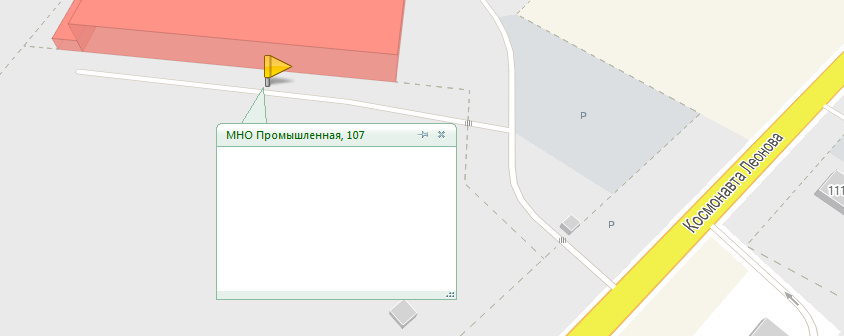 P
МНО Промышленная, 107
Космонавта Леонова
111
P